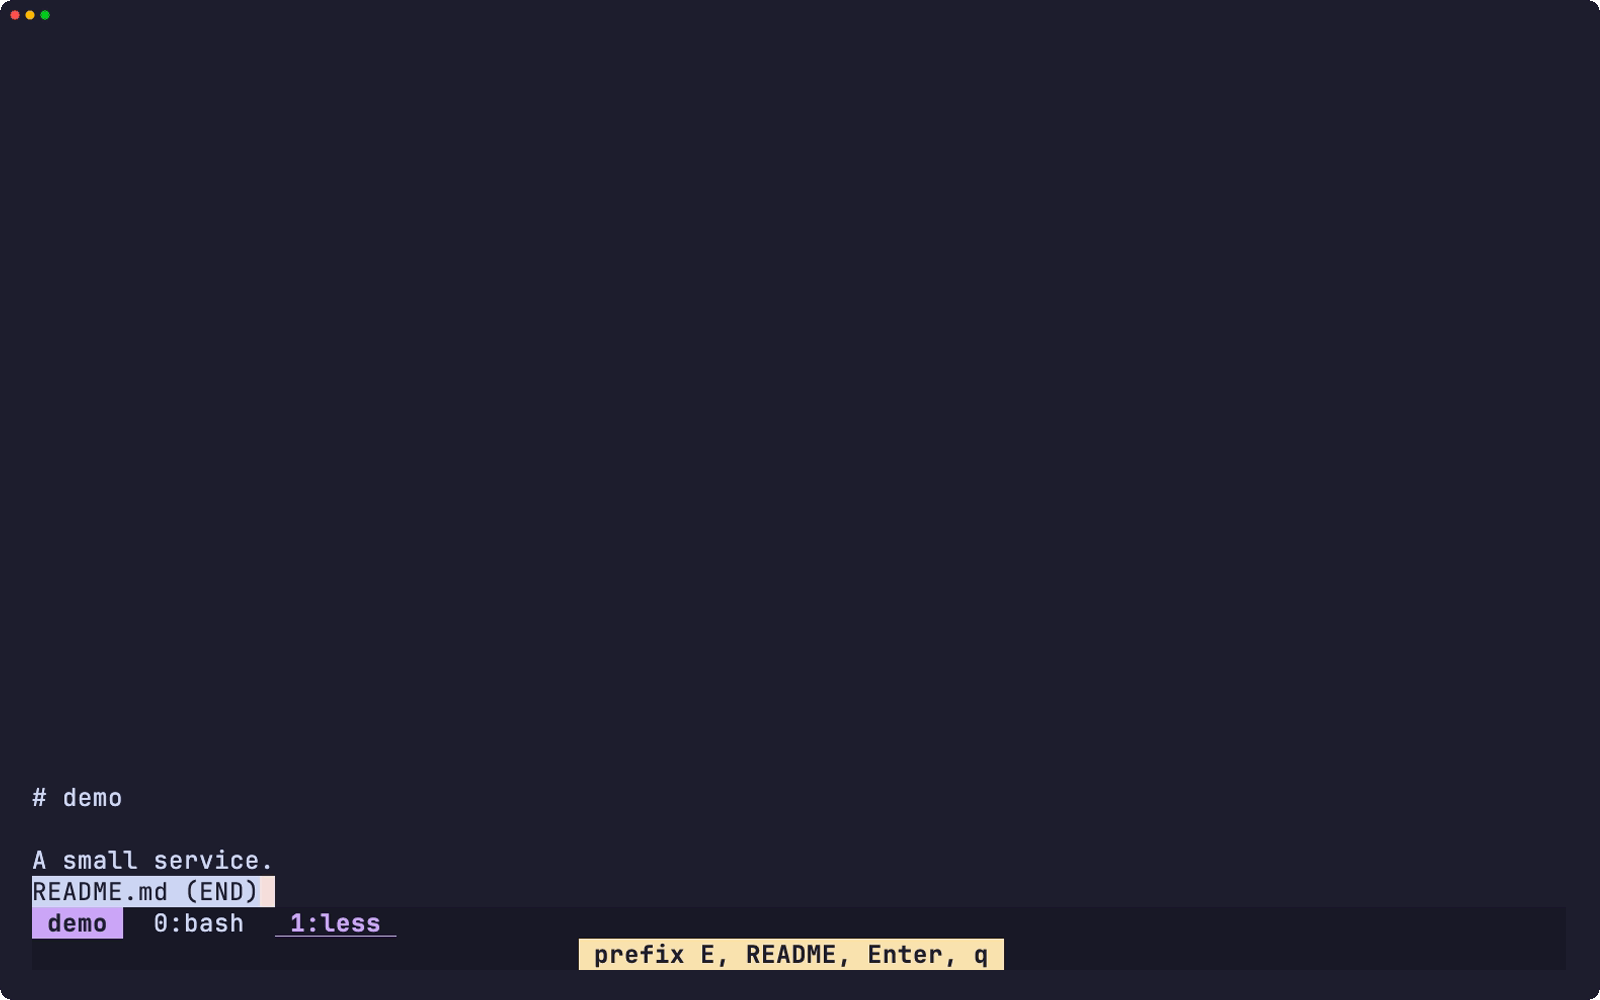 # demo
A small service.
README.md (END)
demo 0:bash 1:less
prefix E, README, Enter, q